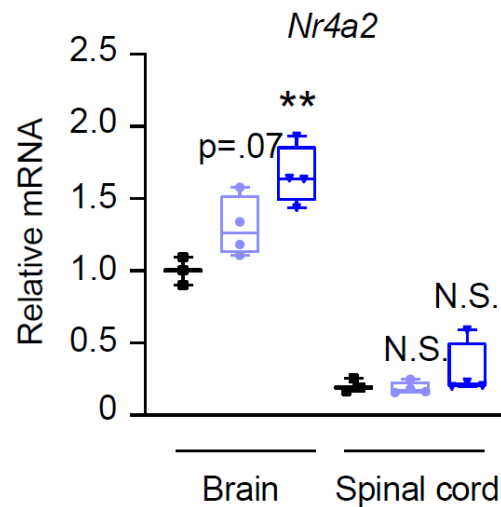 Nr4a2
Relative mRNA
2.5
2.0
1.5
1.0
0.5
0
p=.07
**
N.S.
N.S.
Brain
Spinal cord